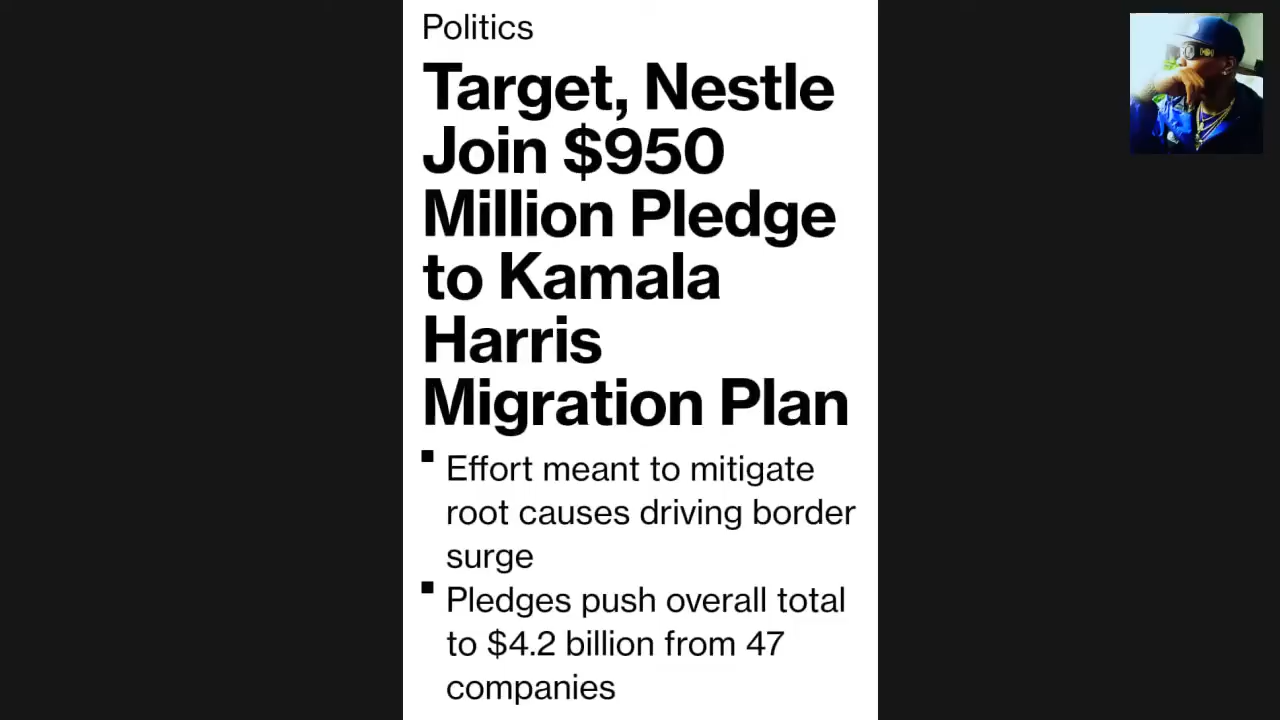 Politics
Target, Nestle
Join $950
Million Pledge
to Kamala
Harris
Migration Plan
Effort meant to mitigate
root causes driving border
surge
Pledges push overall total
to $4.2 billion from 47
companies